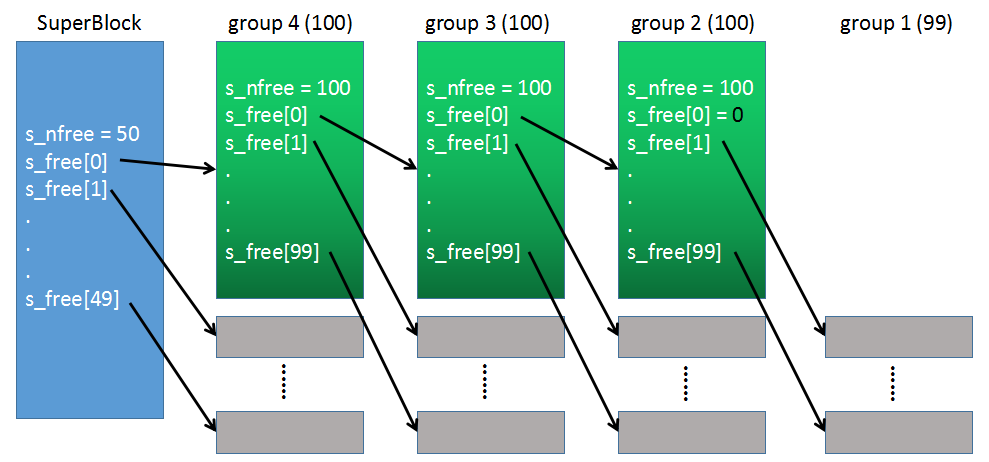 SuperBlock
s_nfree = 50
s_free[0]
s_free[1]
.
.
.
s_free[49]
group 4 (100)
s_nfree = 100
s_free[0]
s_free[1]
.
.
.
s_free[99]
group 3 (100)
s_nfree = 100
s_free[0]
s_free[1]
.
.
.
s_free[99]
group 2 (100)
s_nfree = 100
s_free[0] = 0
s_free[1]
.
.
.
s_free[99]
group 1 (99)